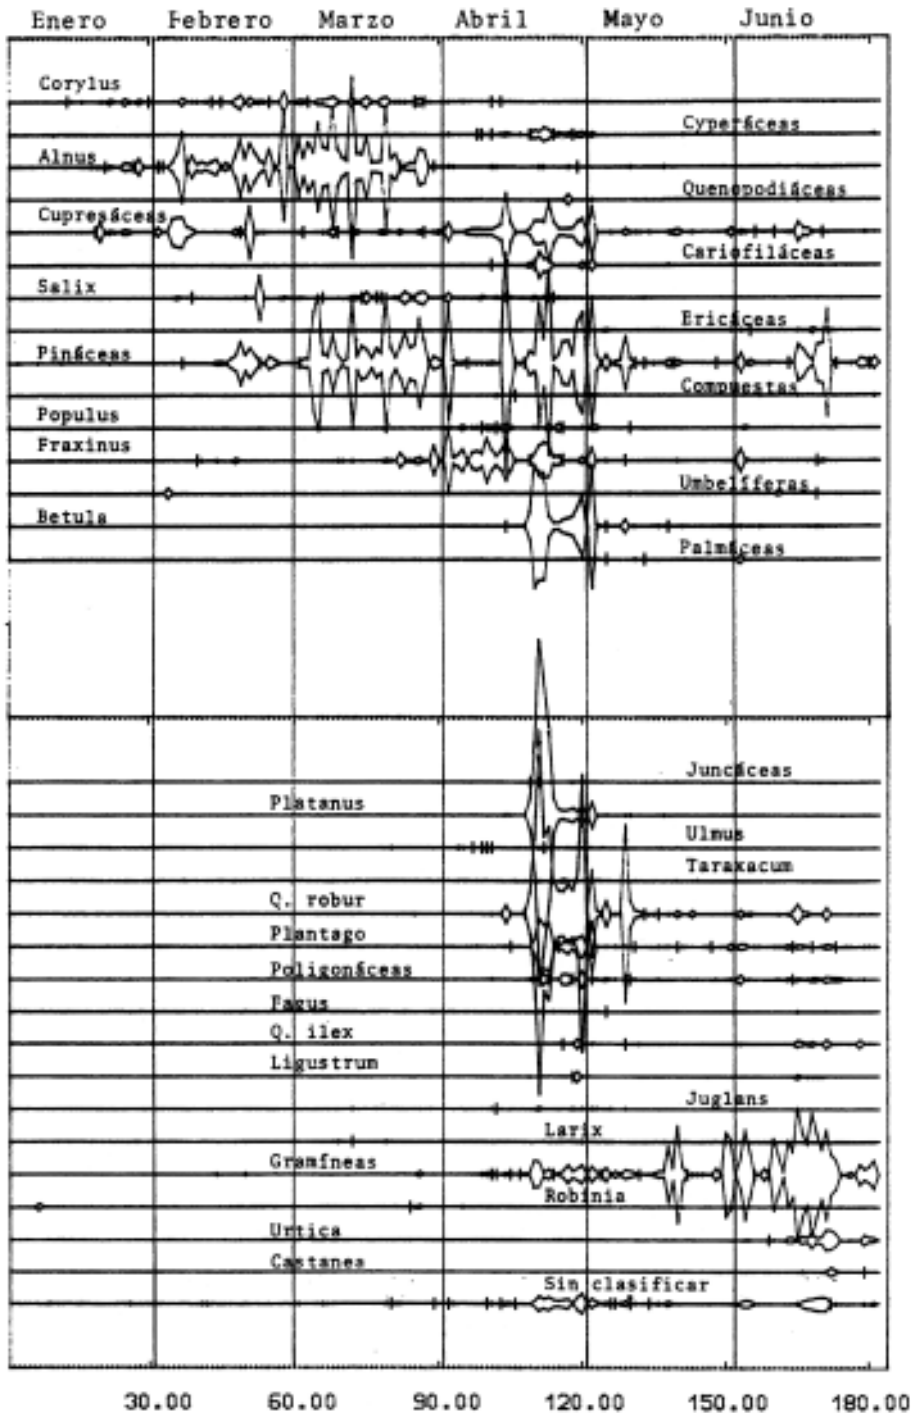 Enero Febrero Marzo Abril Mayo Junio
Corylus
Cyperáceas
Alnus
Quenopodiáceas
Cupresáceas
Cariofiláceas
Salix
Ericáceas
Pináceas
Compuestas
Populus
Fraxinus
Umbelíferas
Betula
Palmáceas
Juncáceas
Platanus
Ulmus
Taraxacum
Q. robur
Plantago
Poligonáceas
Fagus
Q. ilex
Ligustrum
Juglans
Larix
Gramíneas
Robinia
Urtica
Castanea
Sin clasificar
30.00 60.00 90.00 120.00 150.00 180.00